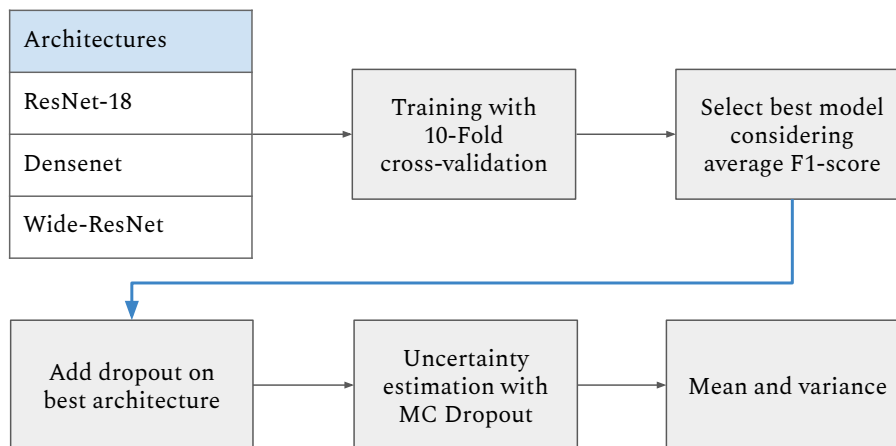 Architectures
ResNet-18
Densenet
Wide-ResNet
Training with
10-Fold
cross-validation
Select best model
considering
average F1-score
Add dropout on
best architecture
Uncertainty
estimation with
MC Dropout
Mean and variance